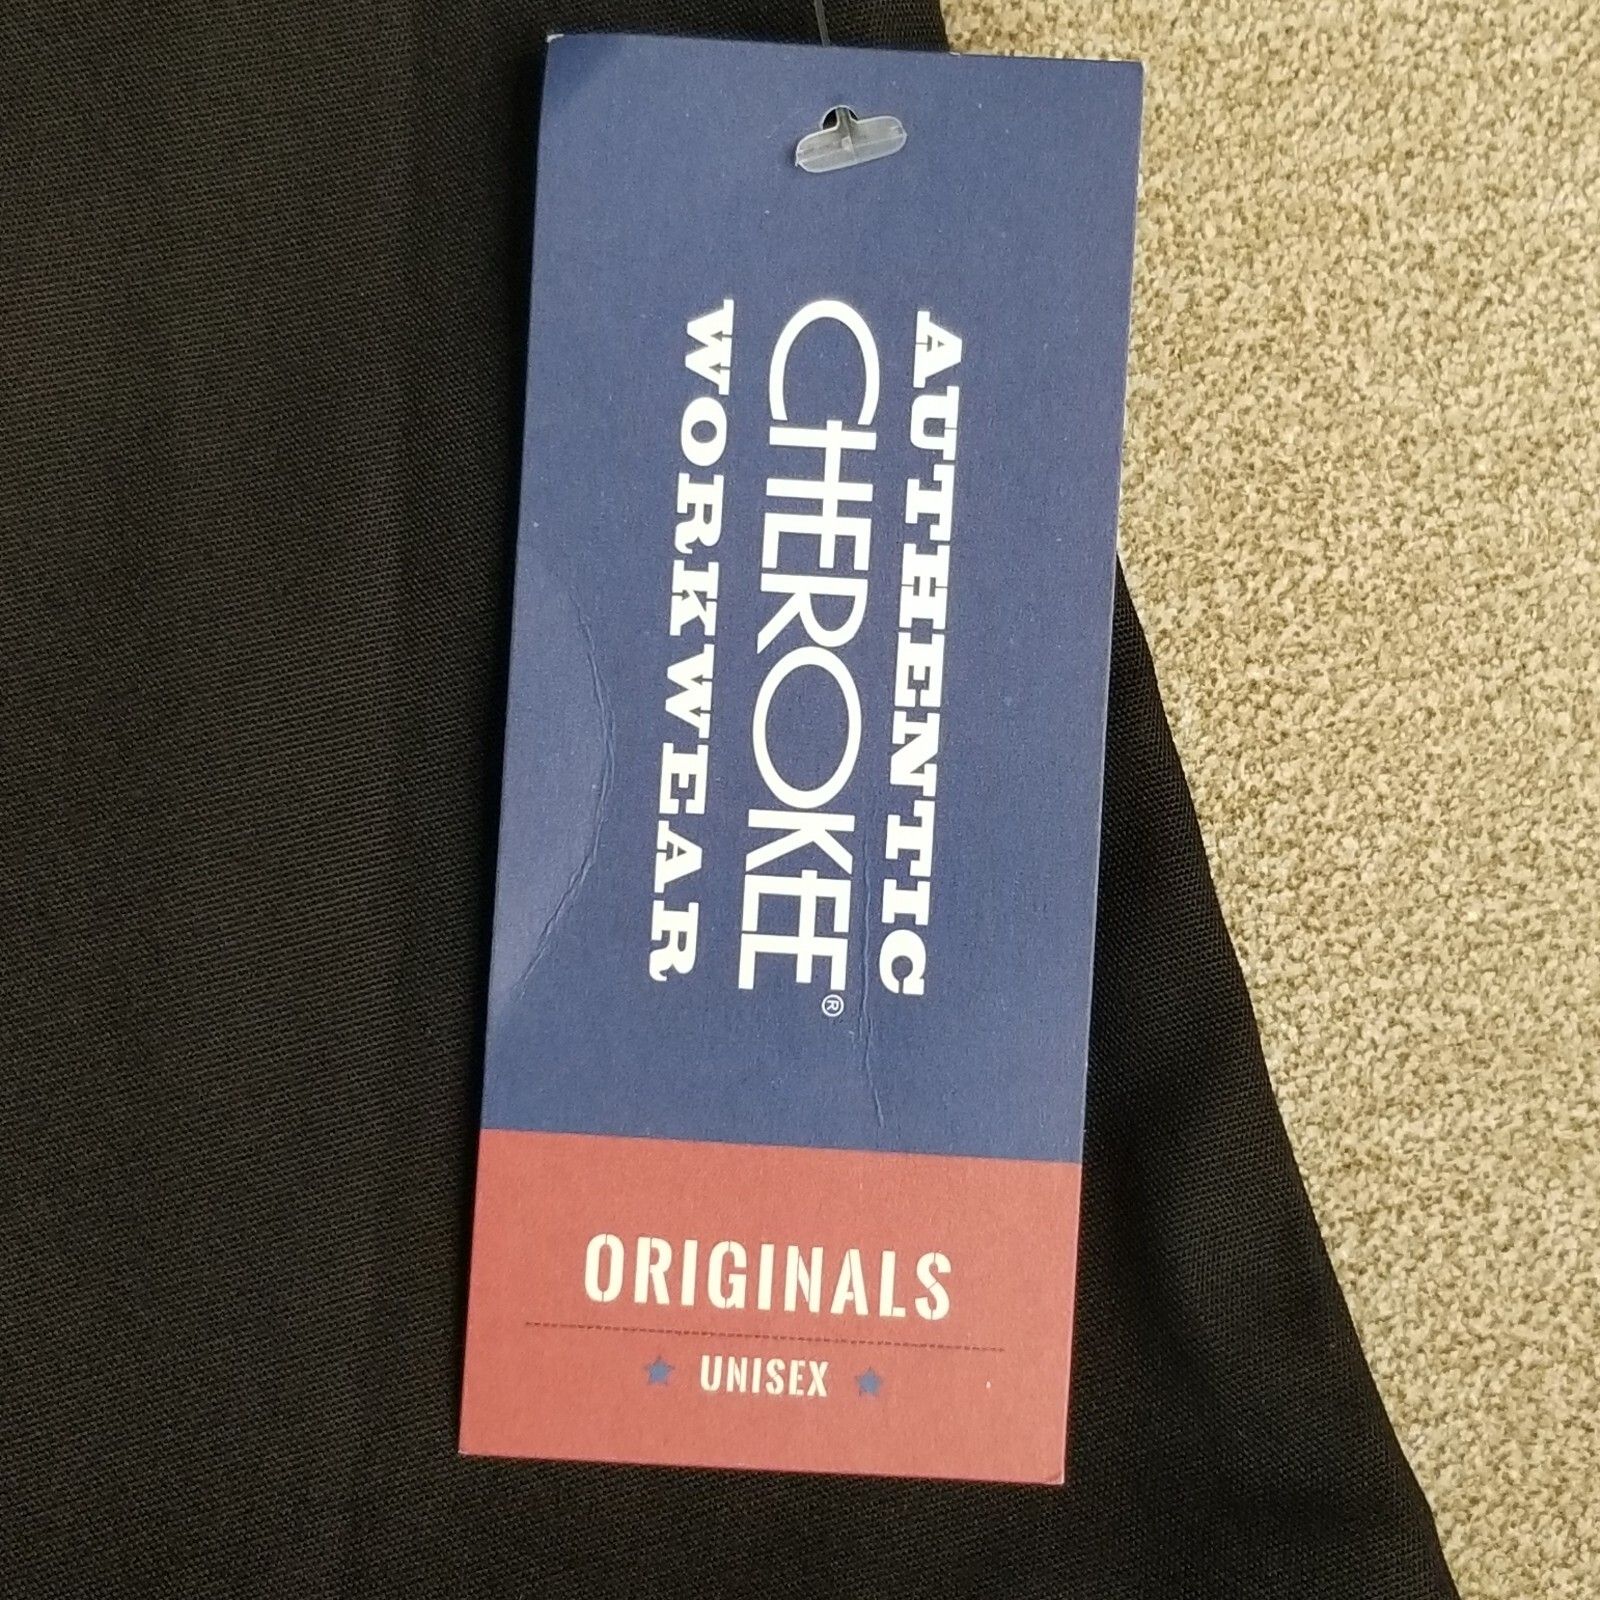 AUTHENTIC
CHEROKEE®
WORKWEAR
ORIGINALS
UNISEX